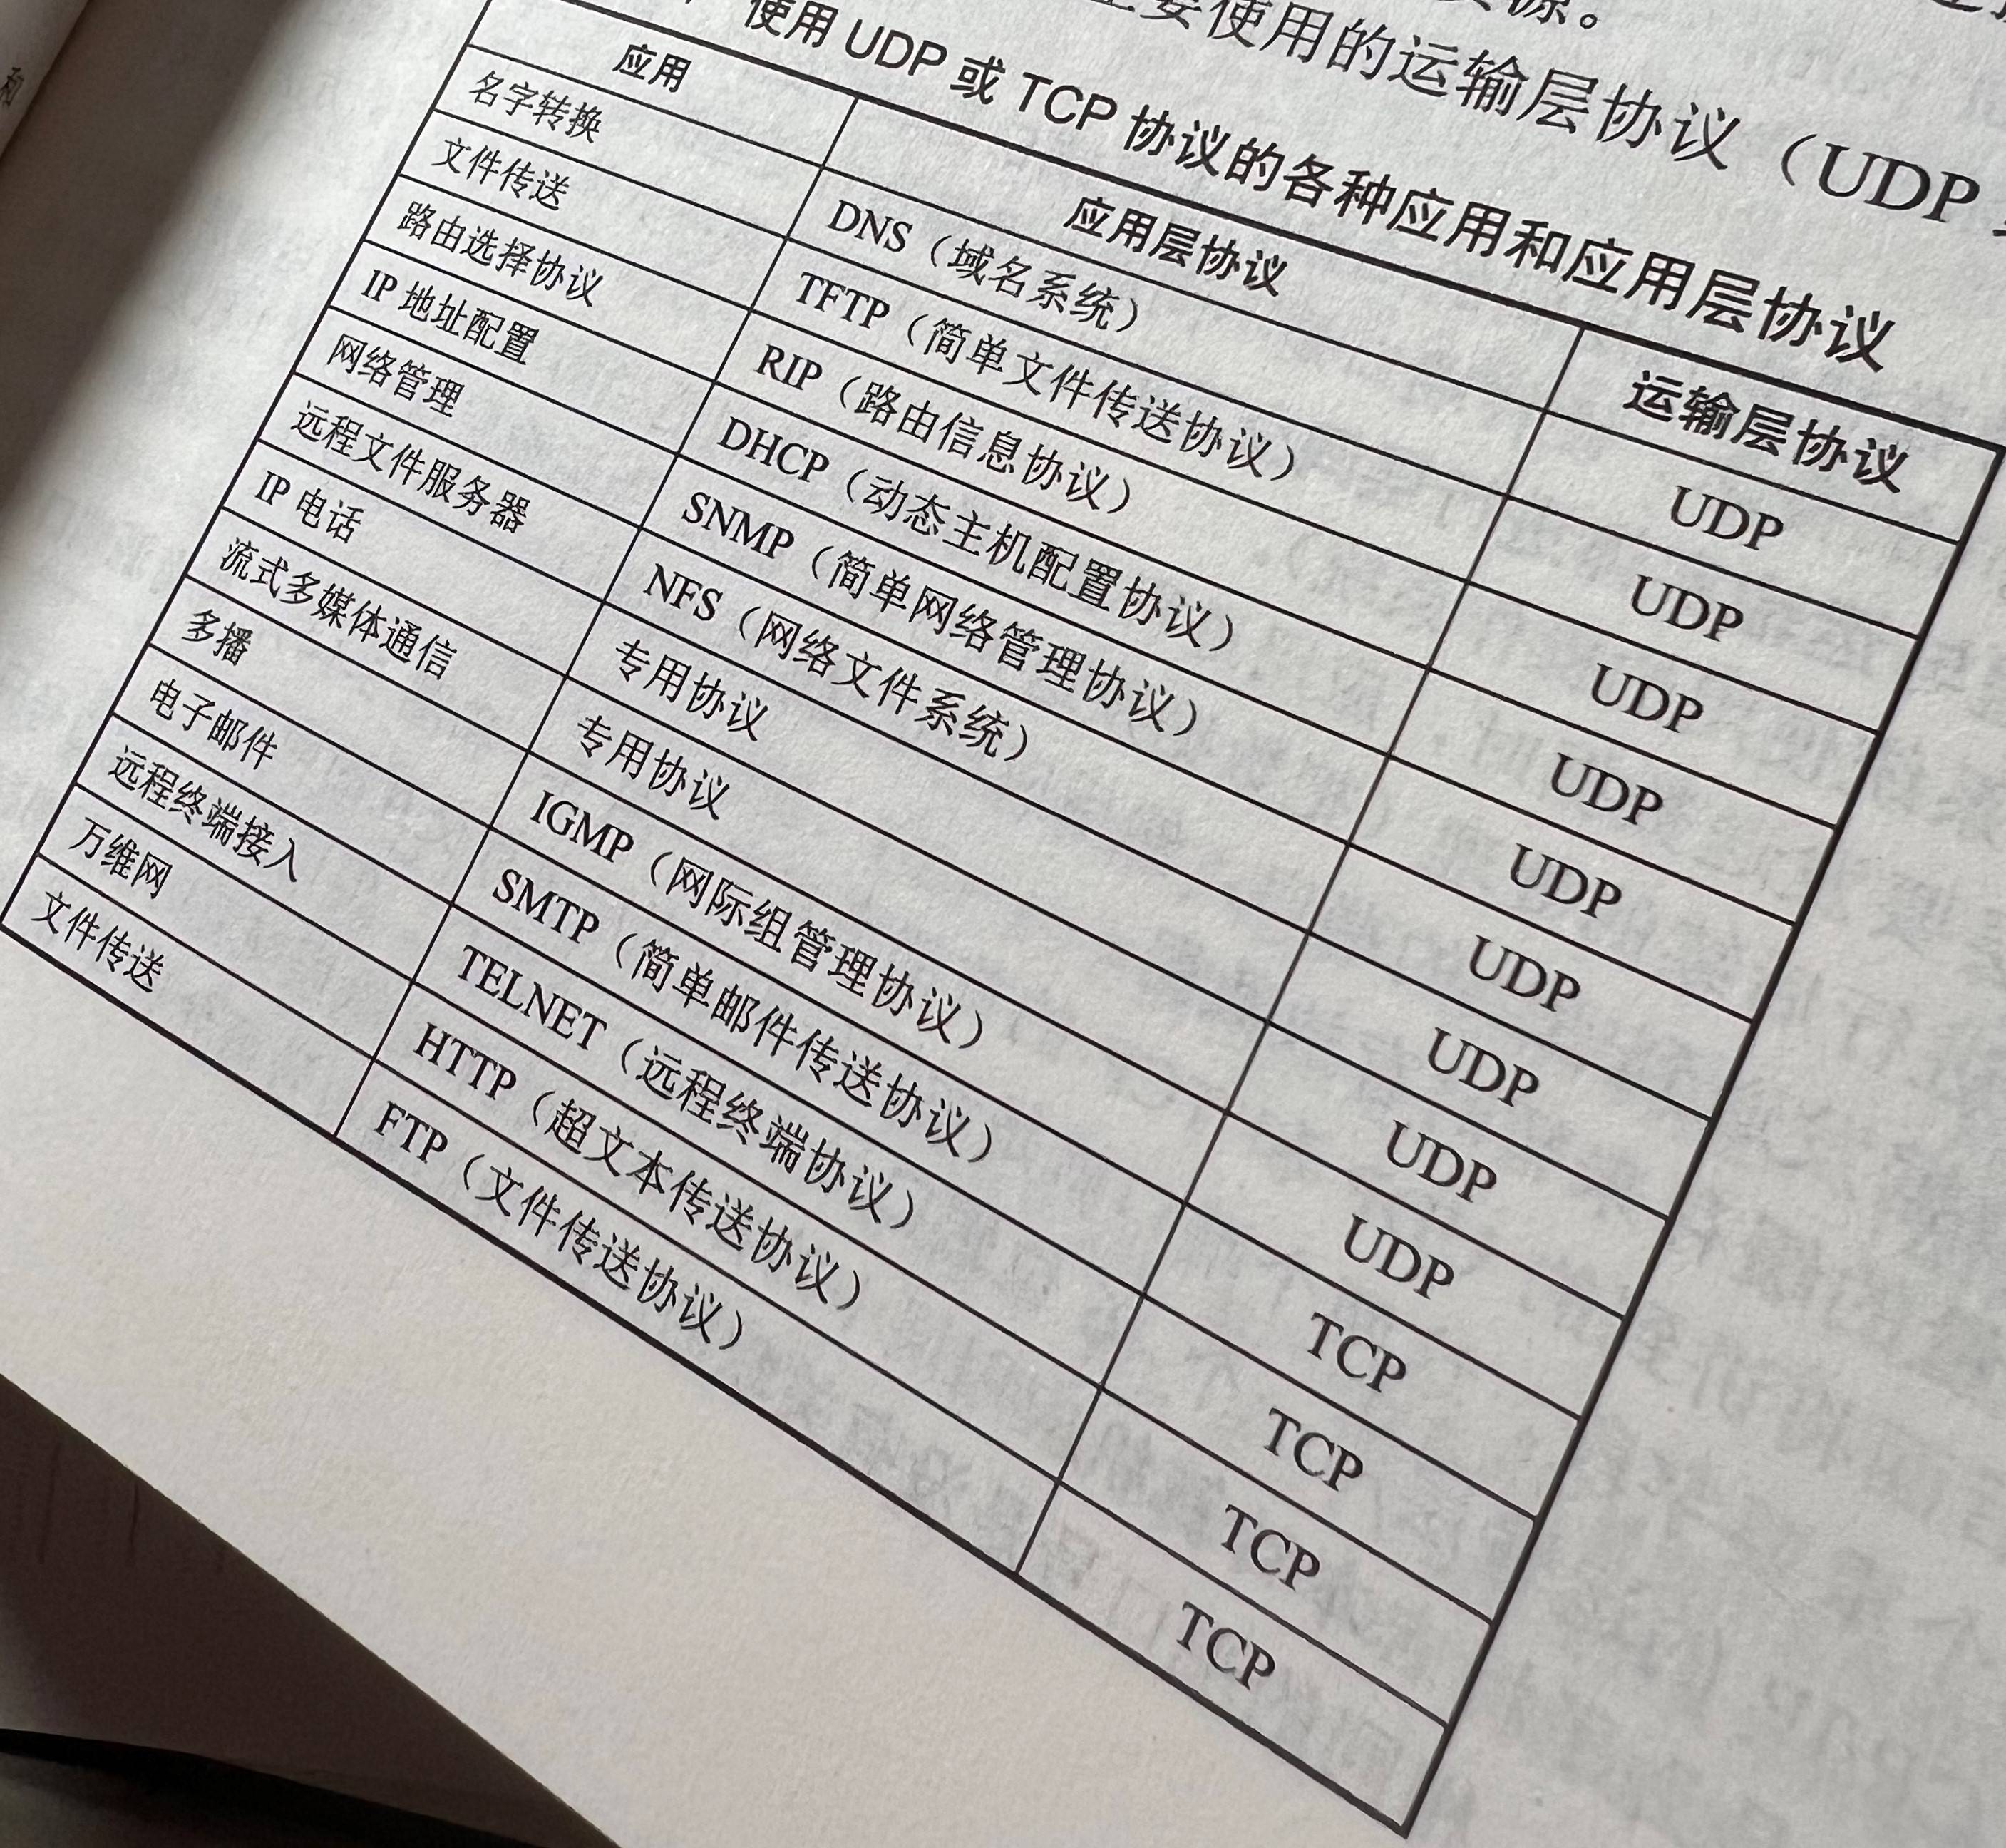 和
源。
要使用的运输层协议（UDP
使用 UDP 或 TCP 协议的各种应用和应用层协议
应用 应用层协议 运输层协议
名字转换 DNS（域名系统） UDP
文件传送 TFTP（简单文件传送协议） UDP
路由选择协议 RIP（路由信息协议） UDP
IP 地址配置 DHCP（动态主机配置协议） UDP
网络管理 SNMP（简单网络管理协议） UDP
远程文件服务器 NFS（网络文件系统） UDP
IP 电话 专用协议 UDP
流式多媒体通信 专用协议 UDP
多播 IGMP（网际组管理协议） UDP
电子邮件 SMTP（简单邮件传送协议） TCP
远程终端接入 TELNET（远程终端协议） TCP
万维网 HTTP（超文本传送协议） TCP
文件传送 FTP（文件传送协议） TCP